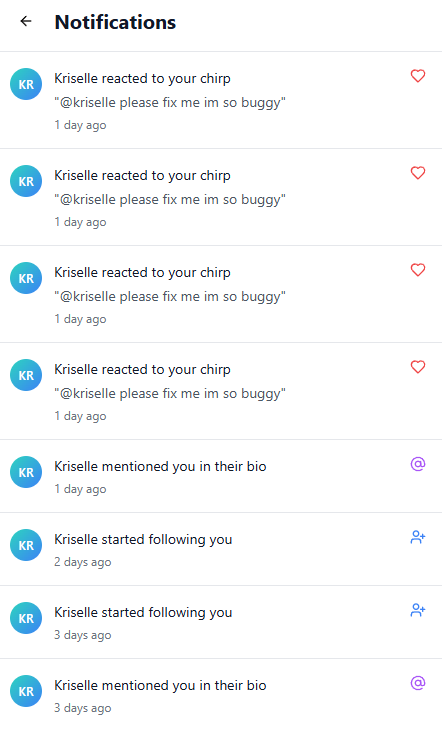 Notifications
KR
Kriselle reacted to your chirp
"@kriselle please fix me im so buggy"
1 day ago
KR
Kriselle reacted to your chirp
"@kriselle please fix me im so buggy"
1 day ago
KR
Kriselle reacted to your chirp
"@kriselle please fix me im so buggy"
1 day ago
KR
Kriselle reacted to your chirp
"@kriselle please fix me im so buggy"
1 day ago
KR
Kriselle mentioned you in their bio
1 day ago
KR
Kriselle started following you
2 days ago
KR
Kriselle started following you
3 days ago
KR
Kriselle mentioned you in their bio
3 days ago